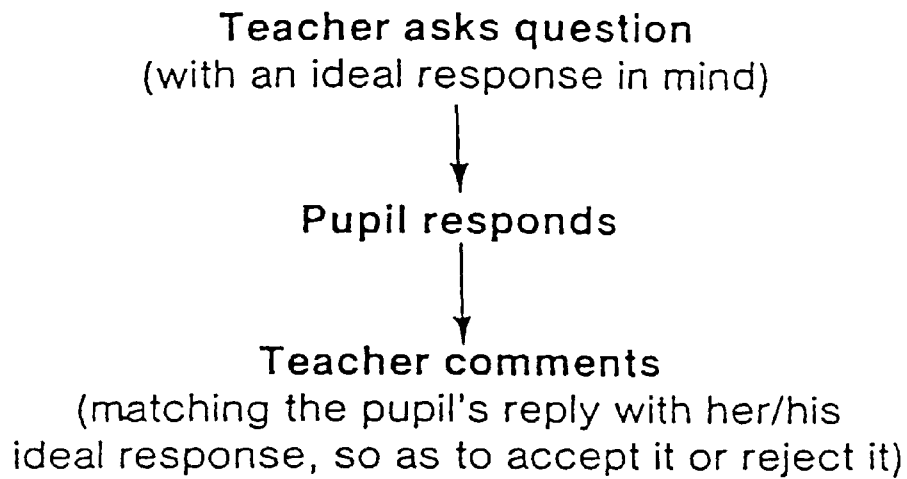 Teacher asks question
(with an ideal response in mind)
Pupil responds
Teacher comments
(matching the pupil's reply with her/his
ideal response, so as to accept it or reject it)